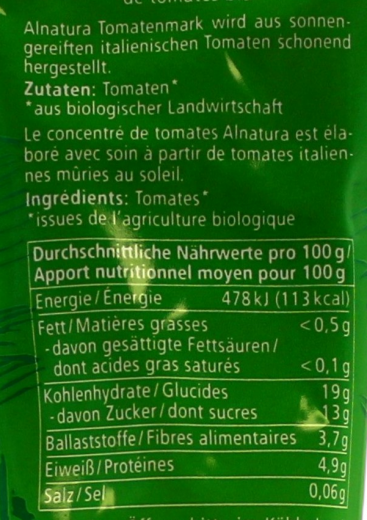 Alnatura Tomatenmark wird aus sonnen-
gereiften italienischen Tomaten schonend
hergestellt.
Zutaten: Tomaten*
*aus biologischer Landwirtschaft
Le concentré de tomates Alnatura est éla-
boré avec soin à partir de tomates italien-
nes mûries au soleil.
Ingrédients: Tomates*
*issues de l'agriculture biologique
Durchschnittliche Nährwerte pro 100 g/
Apport nutritionnel moyen pour 100 g
Energie/Énergie 478 kJ (113 kcal)
Fett/Matières grasses <0,5 g
-davon gesättigte Fettsäuren/
dont acides gras saturés <0,1 g
Kohlenhydrate/Glucides 19 g
-davon Zucker/dont sucres 13 g
Ballaststoffe/Fibres alimentaires 3,7 g
Eiweiß/Protéines 4,9 g
Salz/Sel 0,06 g